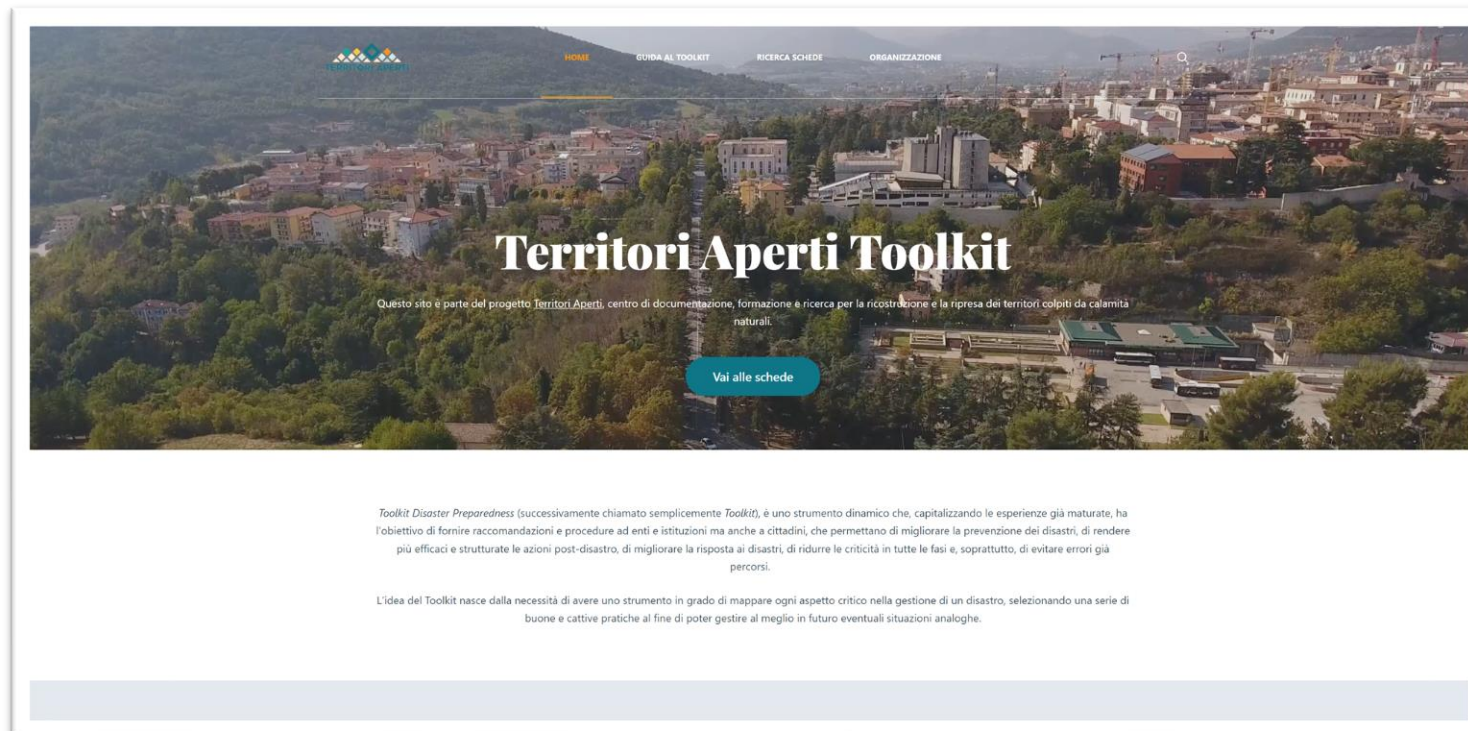 TERRITORI APERTI
HOME
GUIDA AL TOOLKIT
RICERCA SCHEDE
ORGANIZZAZIONE
Territori Aperti Toolkit
Questo sito è parte del progetto Territori Aperti, centro di documentazione, formazione e ricerca per la ricostruzione e la ripresa dei territori colpiti da calamità
naturali.
Vai alle schede
Toolkit Disaster Preparedness (successivamente chiamato semplicemente Toolkit), è uno strumento dinamico che, capitalizzando le esperienze già maturate, ha
l'obiettivo di fornire raccomandazioni e procedure ad enti e istituzioni ma anche a cittadini, che permettano di migliorare la prevenzione dei disastri, di rendere
più efficaci e strutturate le azioni post-disastro, di migliorare la risposta ai disastri, di ridurre le criticità in tutte le fasi e, soprattutto, di evitare errori già
percorsi.
L'idea del Toolkit nasce dalla necessità di avere uno strumento in grado di mappare ogni aspetto critico nella gestione di un disastro, selezionando una serie di
buone e cattive pratiche al fine di poter gestire al meglio in futuro eventuali situazioni analoghe.